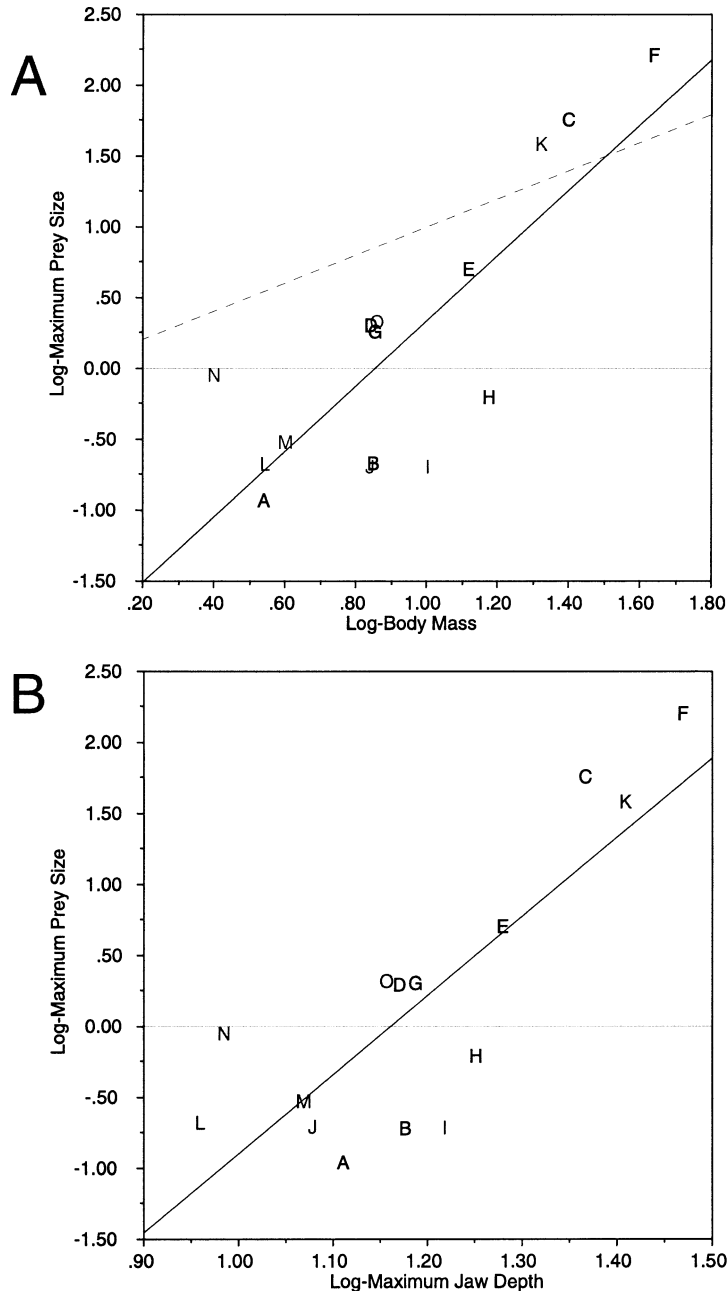 A
2.50
2.00
1.50
1.00
.50
0.00
-.50
-1.00
-1.50
Log-Maximum Prey Size
F
C
K
E
O
D
G
N
H
M
L
J
B
I
A
.20 .40 .60 .80 1.00 1.20 1.40 1.60 1.80
Log-Body Mass
B
2.50
2.00
1.50
1.00
.50
0.00
-.50
-1.00
-1.50
Log-Maximum Prey Size
F
C
K
E
O D G
N
H
M
L
J
B
I
A
.90 1.00 1.10 1.20 1.30 1.40 1.50
Log-Maximum Jaw Depth